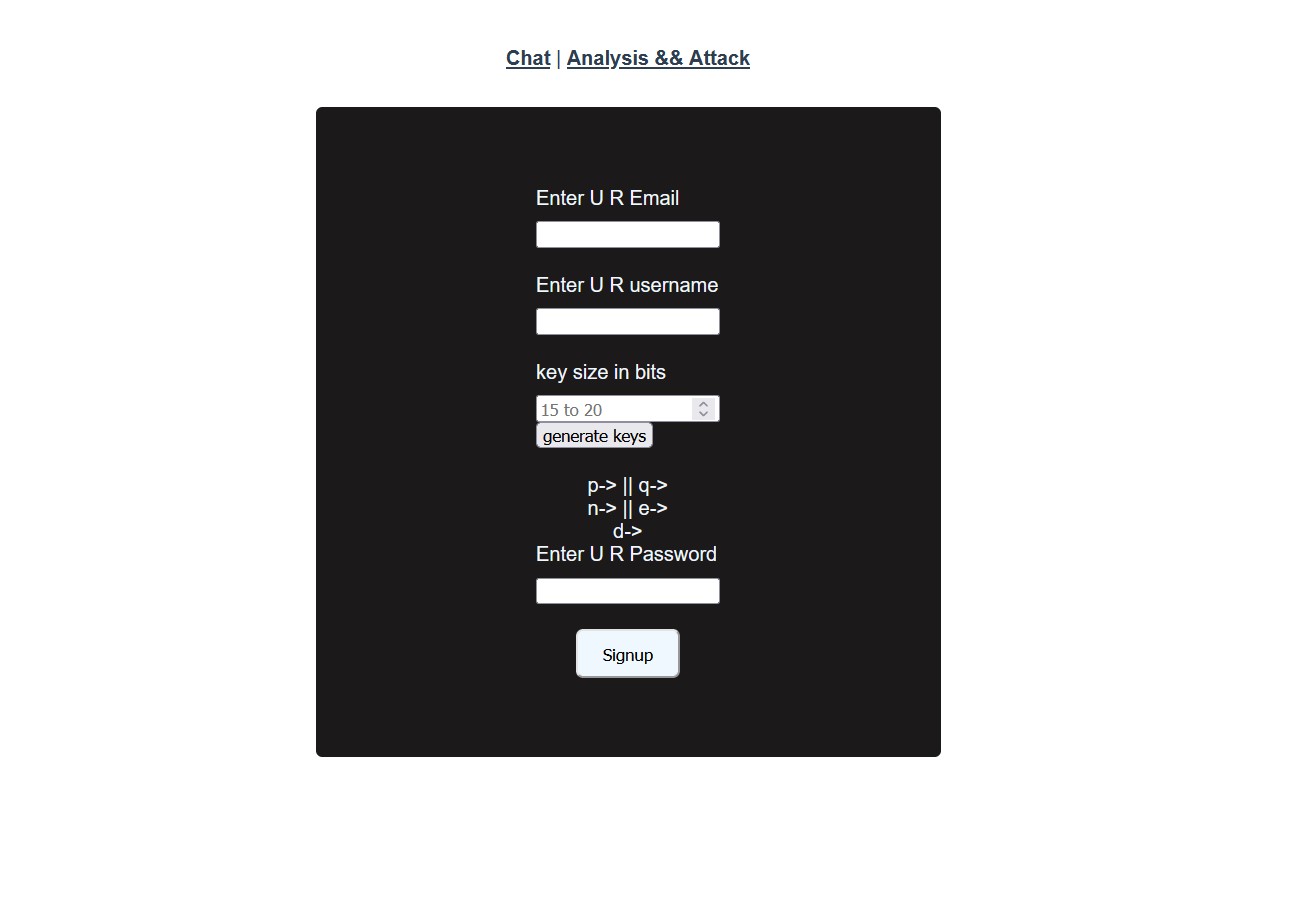 Chat | Analysis && Attack
Enter U R Email
Enter U R username
key size in bits
15 to 20
generate keys
p-> || q->
n-> || e->
d->
Enter U R Password
Signup